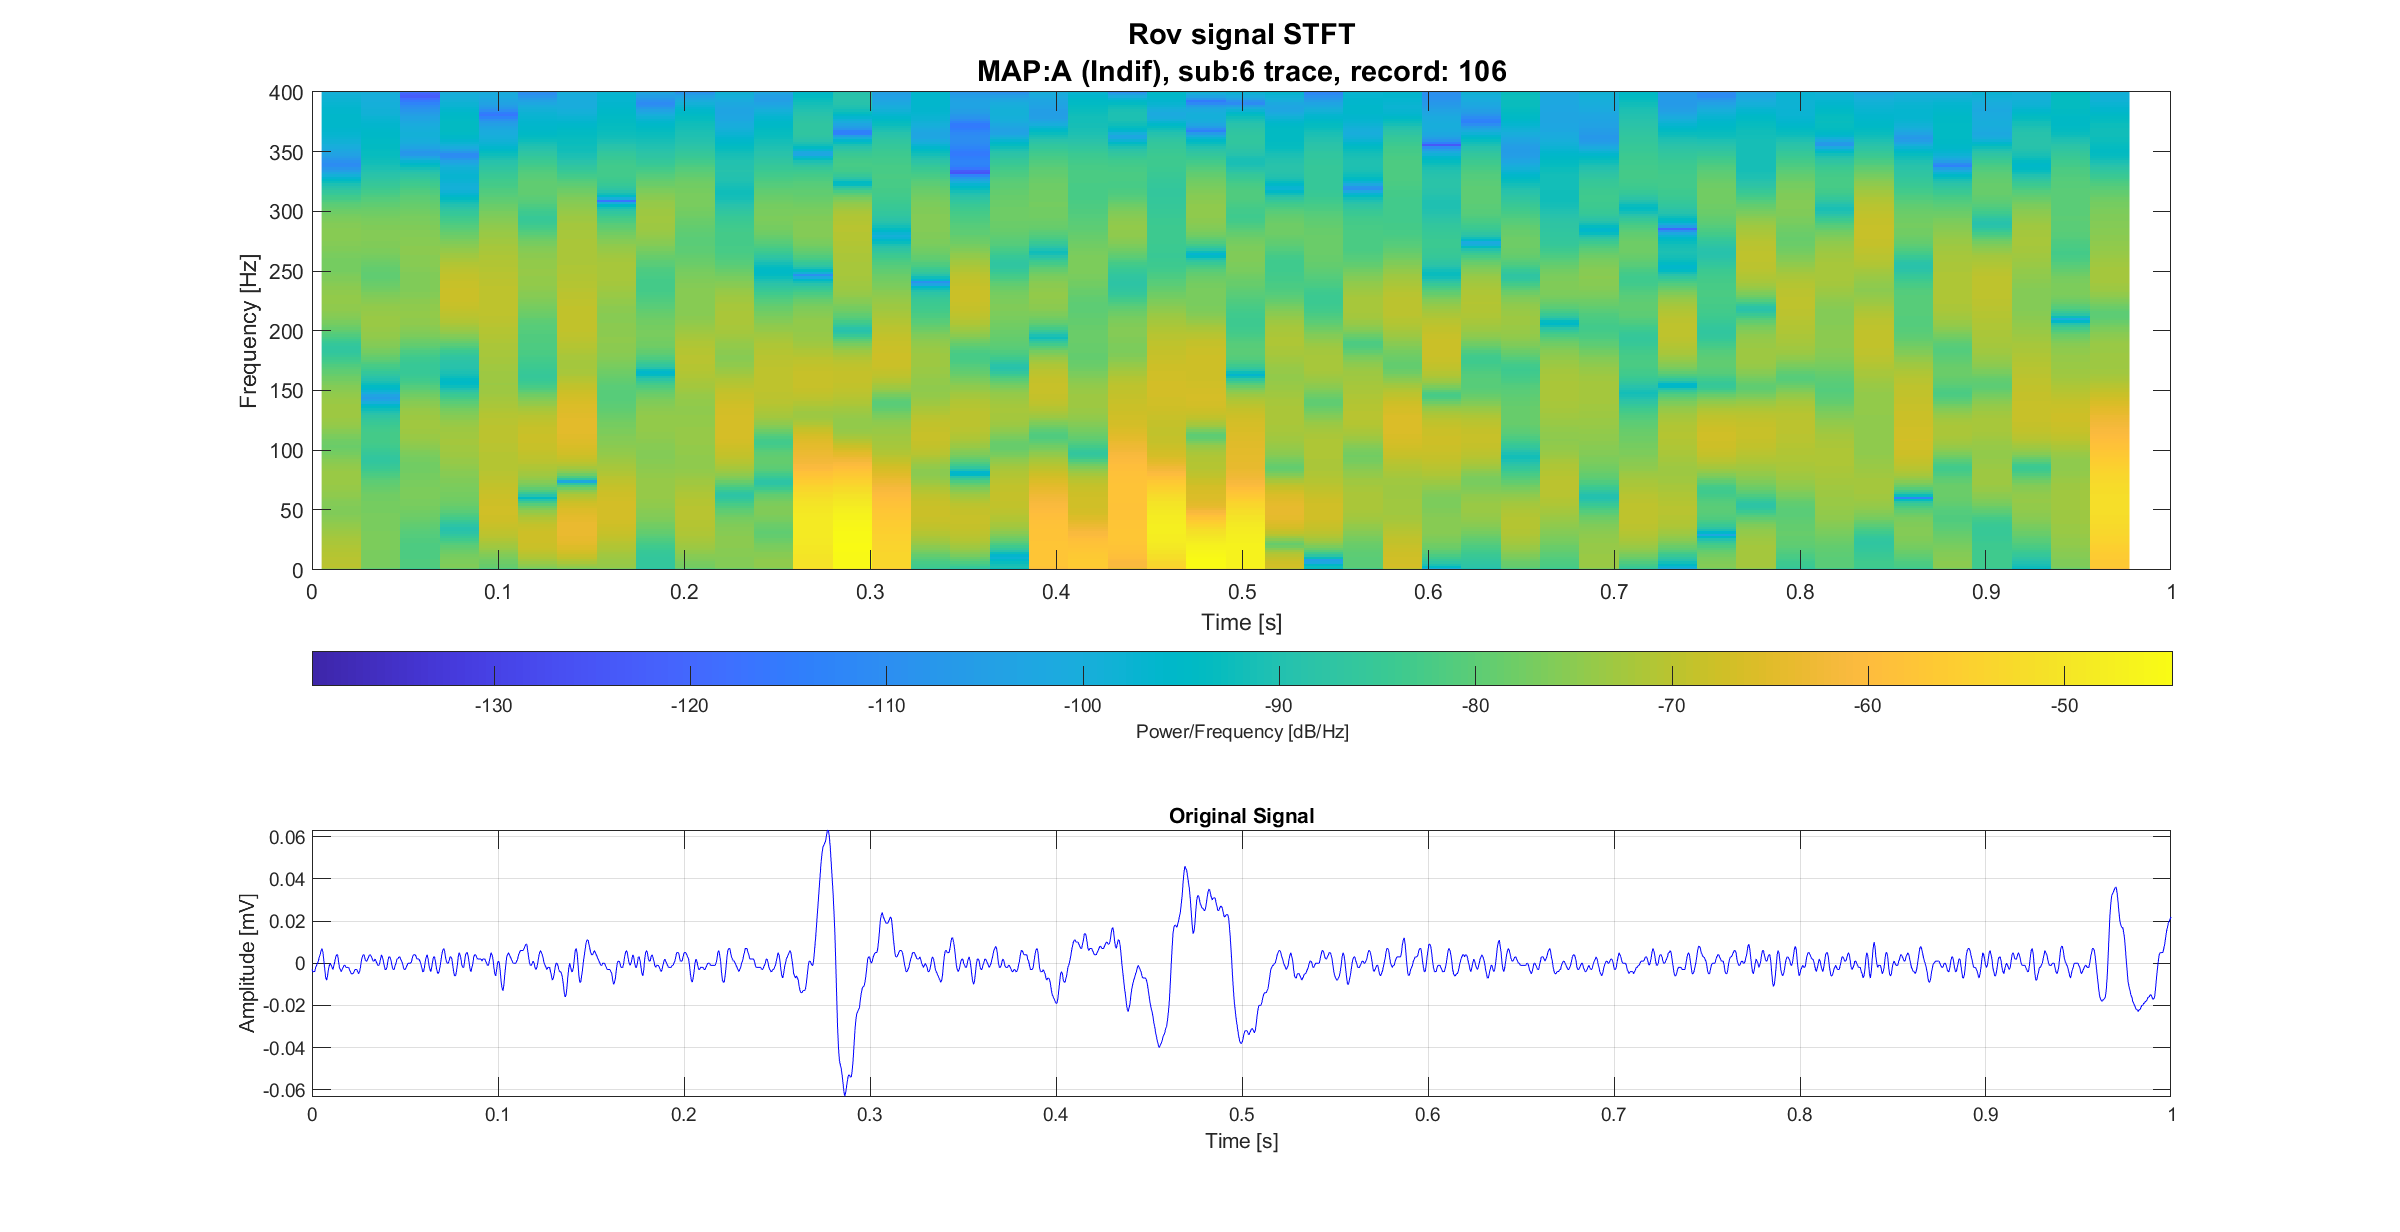 Rov signal STFT
MAP:A (Indif), sub:6 trace, record: 106
400
350
300
250
200
150
100
50
0
Frequency [Hz]
0 0.1 0.2 0.3 0.4 0.5 0.6 0.7 0.8 0.9 1
Time [s]
-130 -120 -110 -100 -90 -80 -70 -60 -50
Power/Frequency [dB/Hz]
Original Signal
0.06
0.04
0.02
0
-0.02
-0.04
-0.06
Amplitude [mV]
0 0.1 0.2 0.3 0.4 0.5 0.6 0.7 0.8 0.9 1
Time [s]